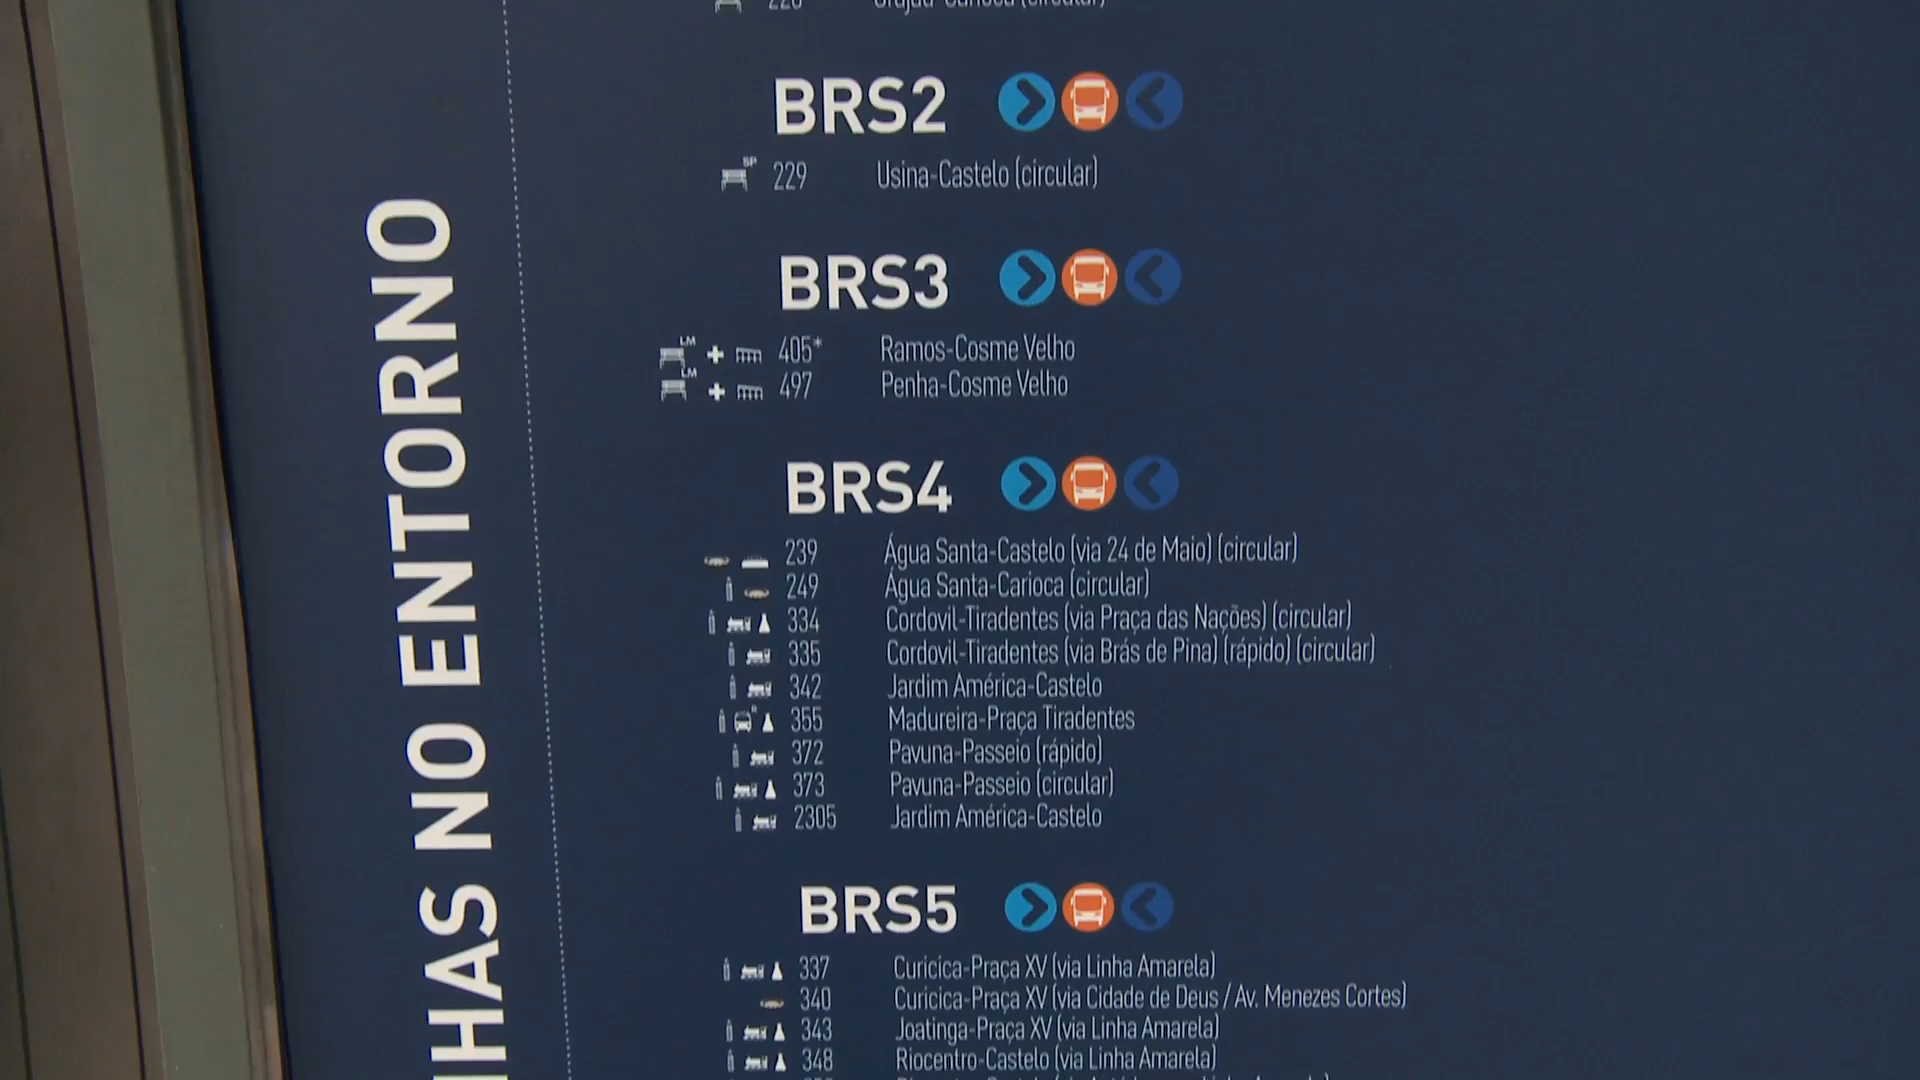 BRS2
SP
229 Usina-Castelo (circular)
BRS3
LM 405* Ramos-Cosme Velho
LM 497 Penha-Cosme Velho
BRS4
239 Água Santa-Castelo (via 24 de Maio) (circular)
249 Água Santa-Carioca (circular)
334 Cordovil-Tiradentes (via Praça das Nações) (circular)
335 Cordovil-Tiradentes (via Brás de Pina) (rápido) (circular)
342 Jardim América-Castelo
355 Madureira-Praça Tiradentes
372 Pavuna-Passeio (rápido)
373 Pavuna-Passeio (circular)
2305 Jardim América-Castelo
BRS5
337 Curicica-Praça XV (via Linha Amarela)
340 Curicica-Praça XV (via Cidade de Deus / Av. Menezes Cortes)
343 Joatinga-Praça XV (via Linha Amarela)
348 Riocentro-Castelo (via Linha Amarela)
NHAS NO ENTORNO